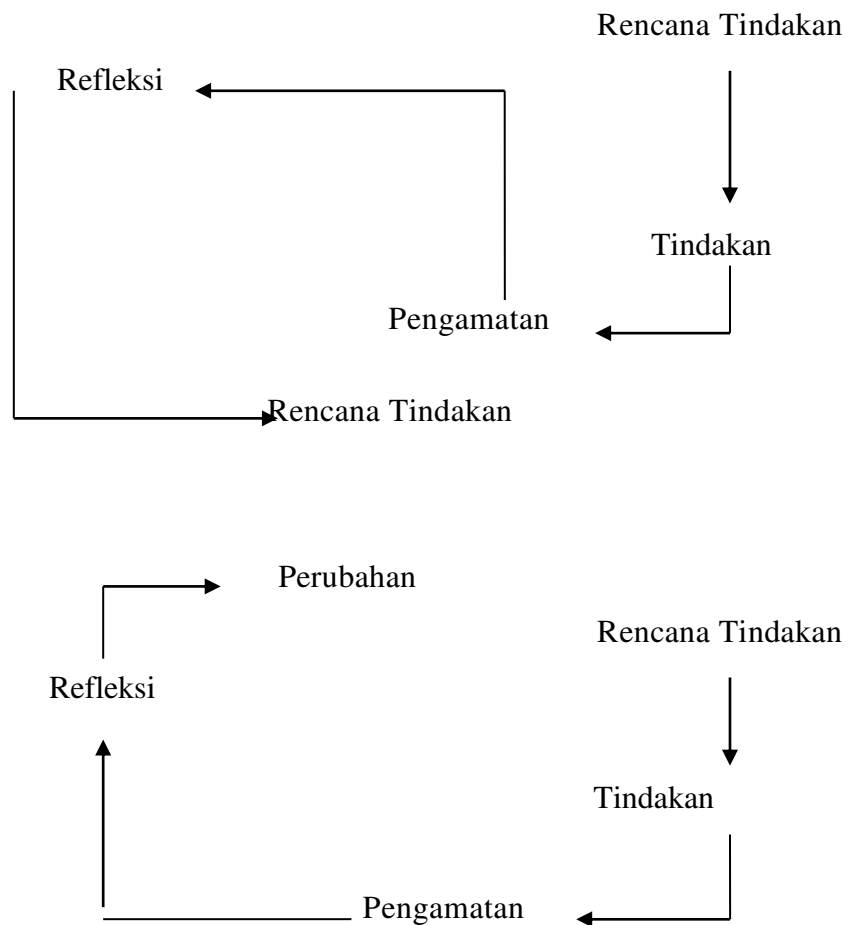 Rencana Tindakan
Refleksi
Tindakan
Pengamatan
Rencana Tindakan
Perubahan
Rencana Tindakan
Refleksi
Tindakan
Pengamatan